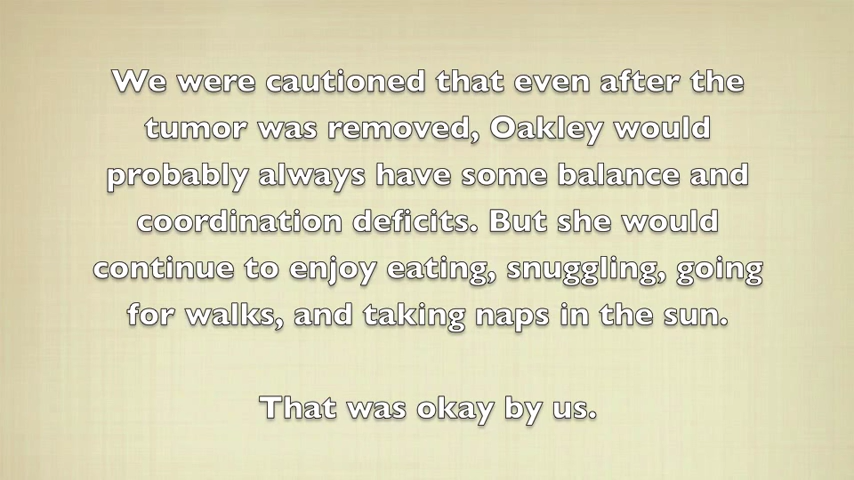 We were cautioned that even after the
tumor was removed, Oakley would
probably always have some balance and
coordination deficits. But she would
continue to enjoy eating, snuggling, going
for walks, and taking naps in the sun.
That was okay by us.